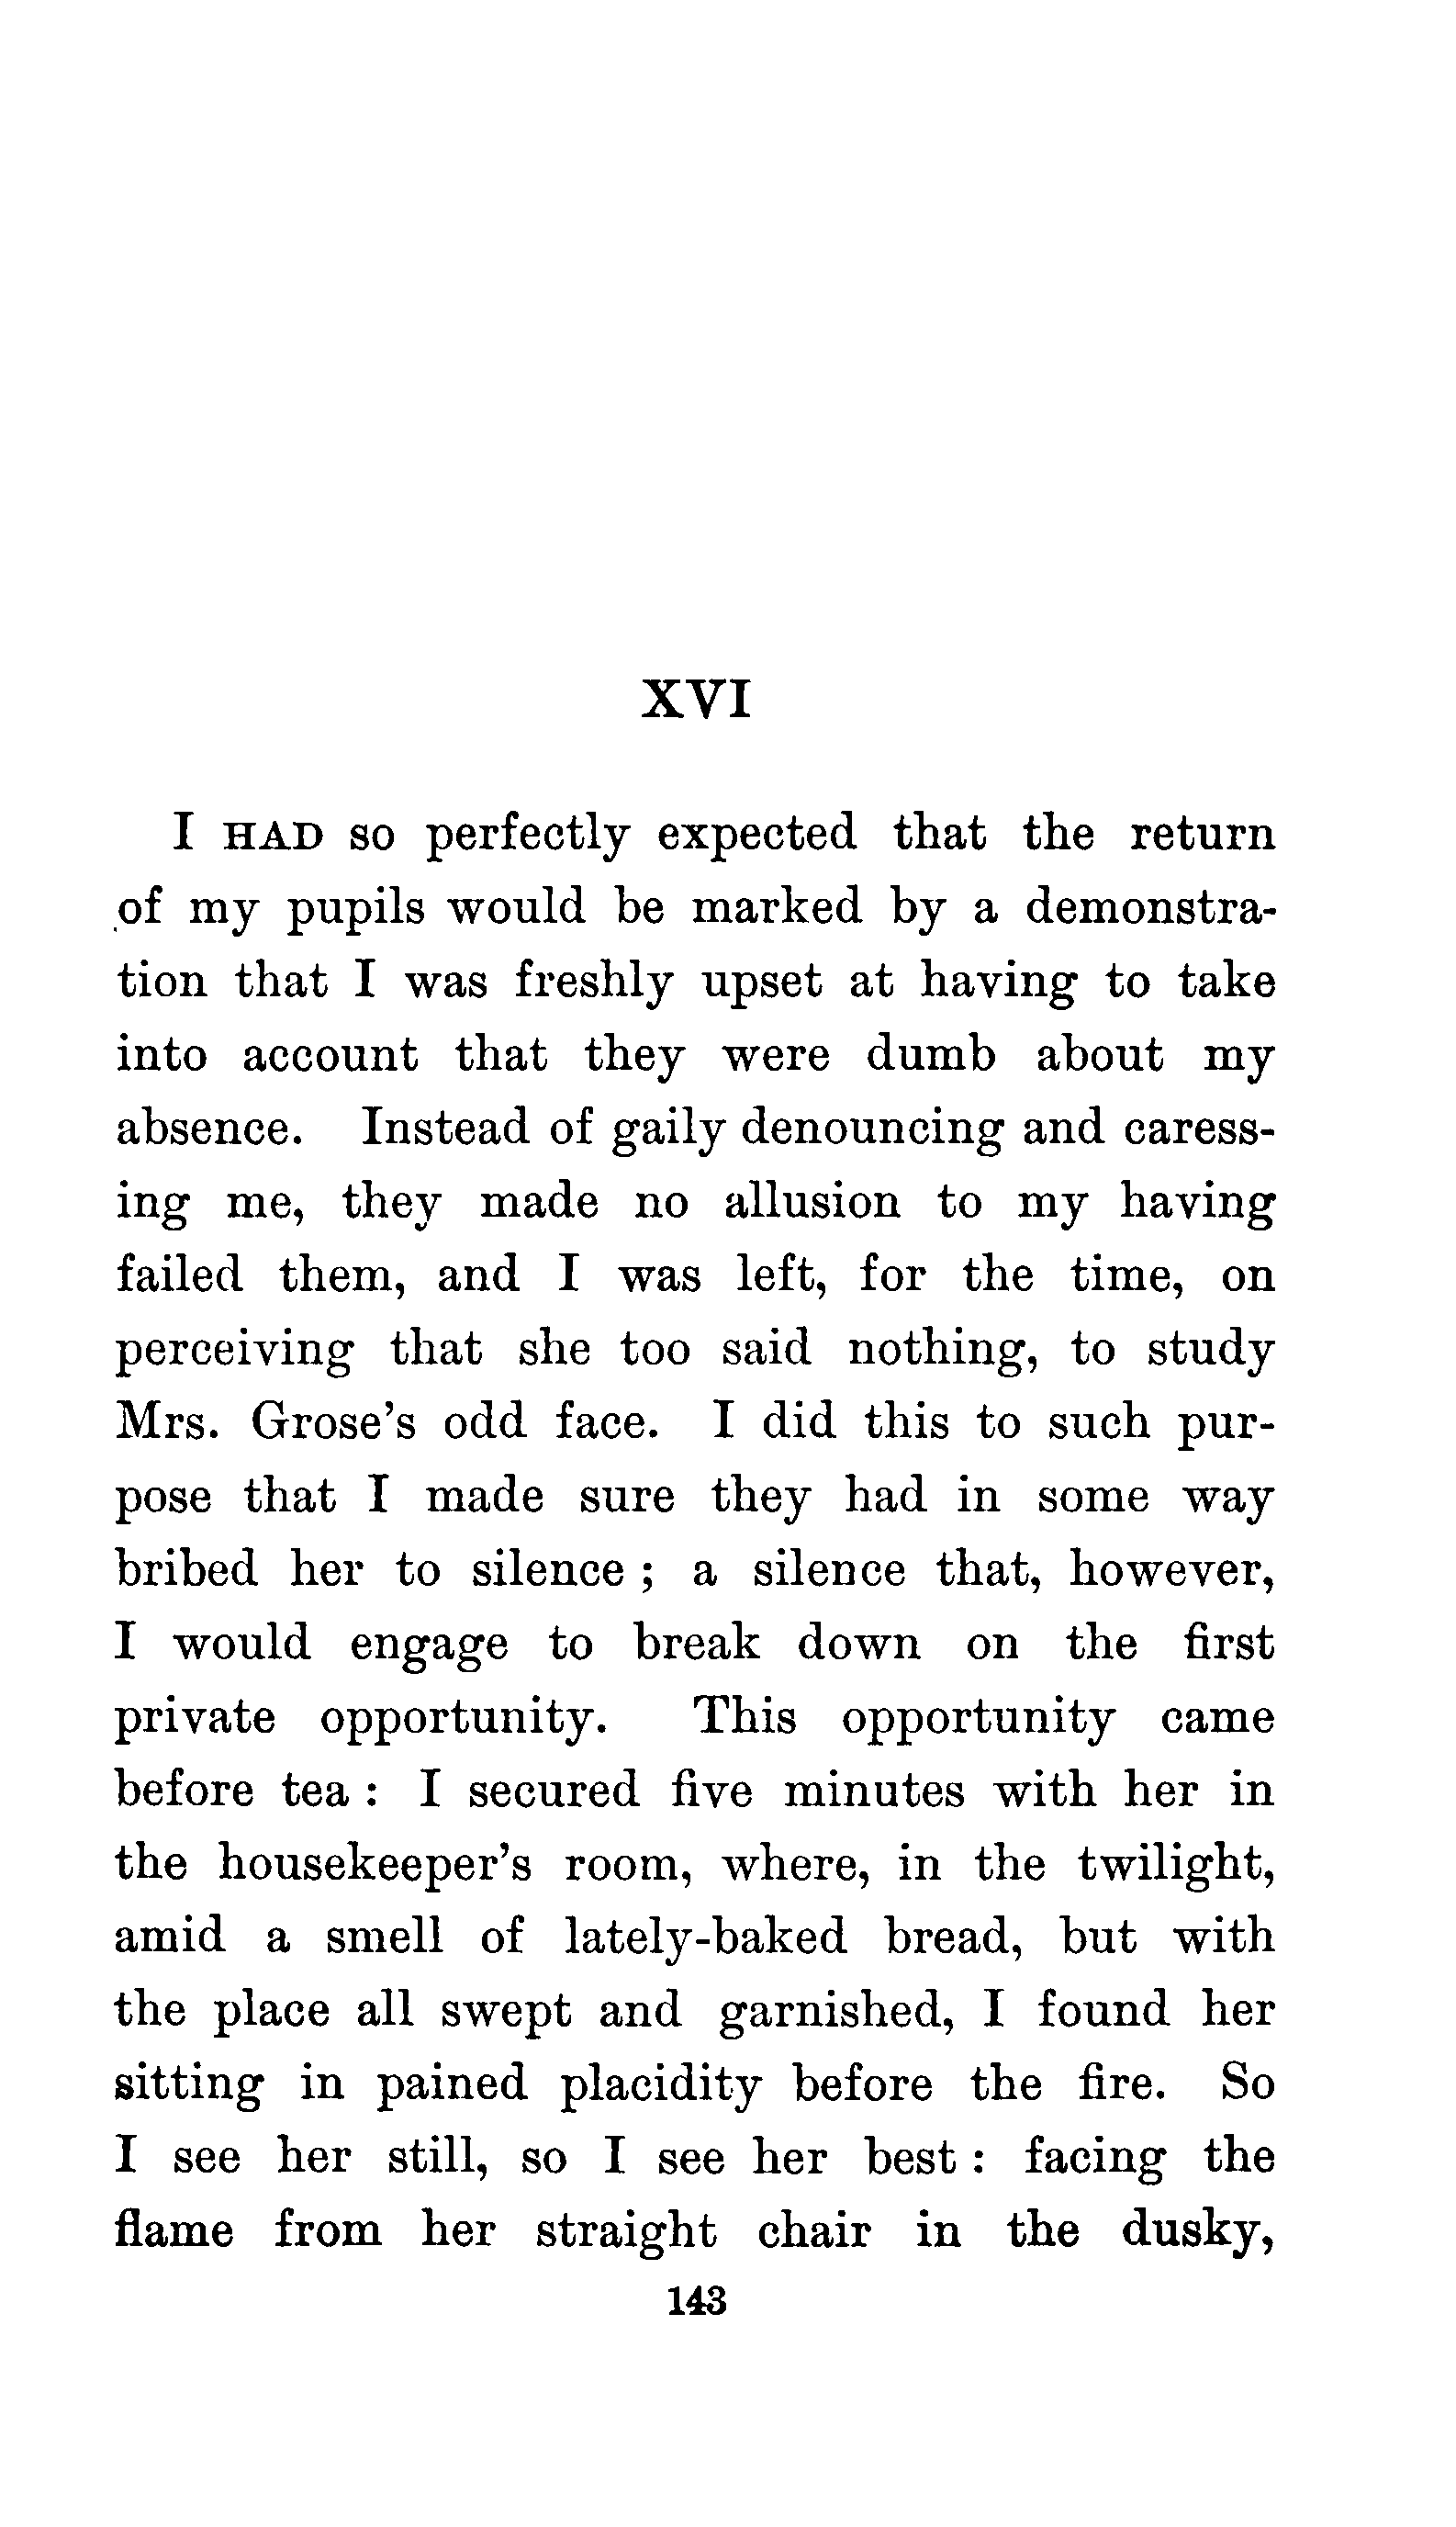 XVI
I HAD so perfectly expected that the return
of my pupils would be marked by a demonstra-
tion that I was freshly upset at having to take
into account that they were dumb about my
absence. Instead of gaily denouncing and caress-
ing me, they made no allusion to my having
failed them, and I was left, for the time, on
perceiving that she too said nothing, to study
Mrs. Grose's odd face. I did this to such pur-
pose that I made sure they had in some way
bribed her to silence ; a silence that, however,
I would engage to break down on the first
private opportunity. This opportunity came
before tea : I secured five minutes with her in
the housekeeper's room, where, in the twilight,
amid a smell of lately-baked bread, but with
the place all swept and garnished, I found her
sitting in pained placidity before the fire. So
I see her still, so I see her best : facing the
flame from her straight chair in the dusky,
143